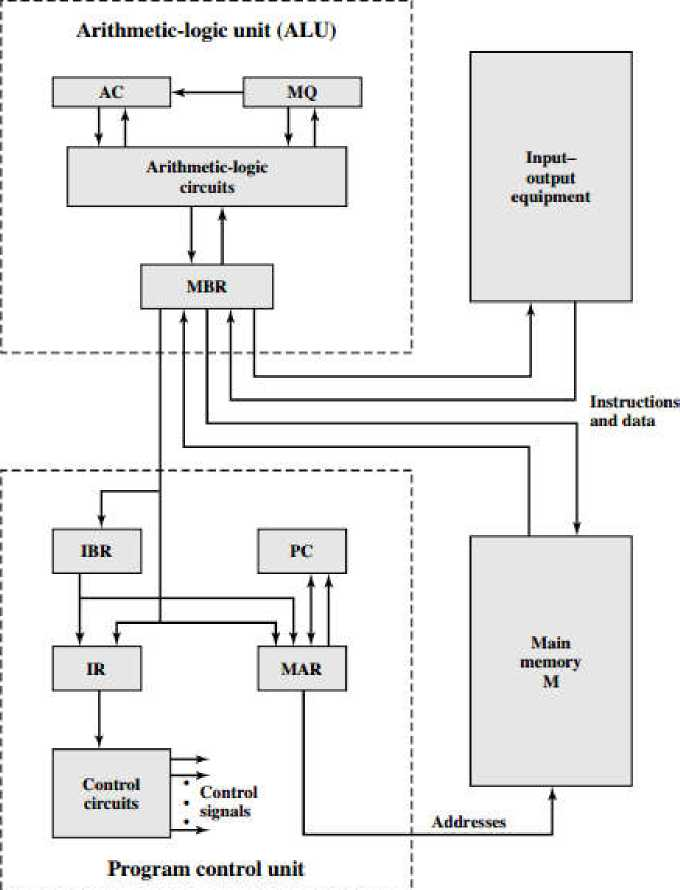 Arithmetic-logic unit (ALU)
AC
MQ
Arithmetic-logic
circuits
MBR
Input–
output
equipment
Instructions
and data
IBR
PC
IR
MAR
Main
memory
M
Control
circuits
Control
signals
Addresses
Program control unit